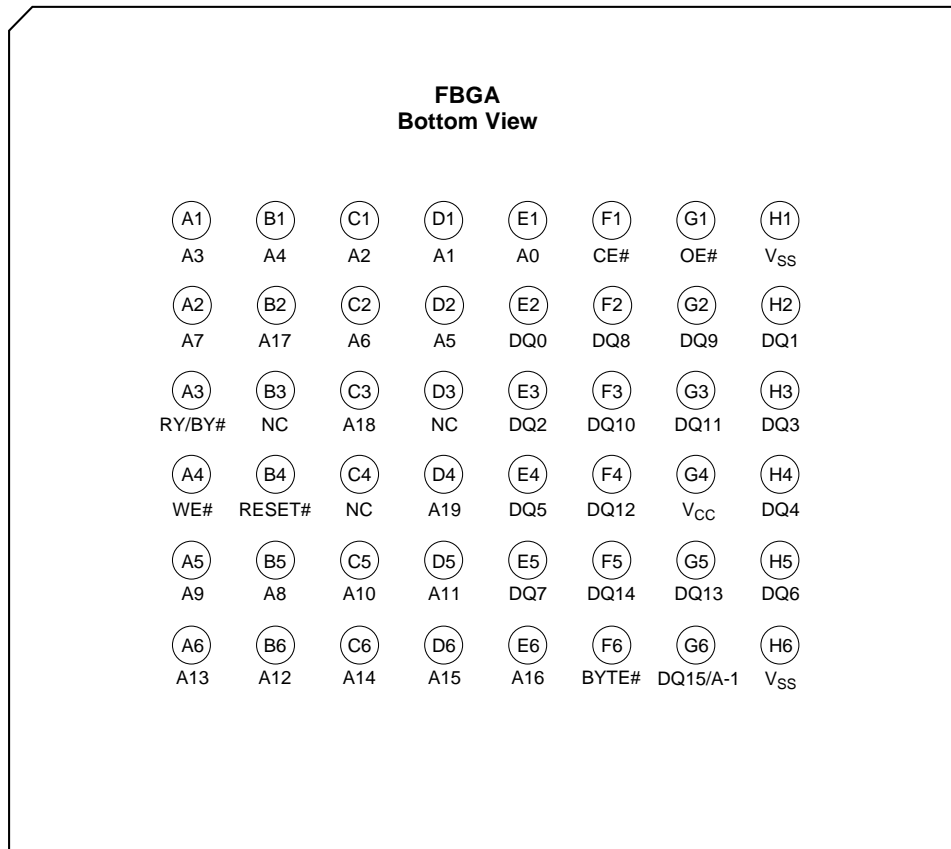 FBGA
Bottom View
A1 B1 C1 D1 E1 F1 G1 H1
A3 A4 A2 A1 A0 CE# OE# VSS
A2 B2 C2 D2 E2 F2 G2 H2
A7 A17 A6 A5 DQ0 DQ8 DQ9 DQ1
A3 B3 C3 D3 E3 F3 G3 H3
RY/BY# NC A18 NC DQ2 DQ10 DQ11 DQ3
A4 B4 C4 D4 E4 F4 G4 H4
WE# RESET# NC A19 DQ5 DQ12 VCC DQ4
A5 B5 C5 D5 E5 F5 G5 H5
A9 A8 A10 A11 DQ7 DQ14 DQ13 DQ6
A6 B6 C6 D6 E6 F6 G6 H6
A13 A12 A14 A15 A16 BYTE# DQ15/A-1 VSS